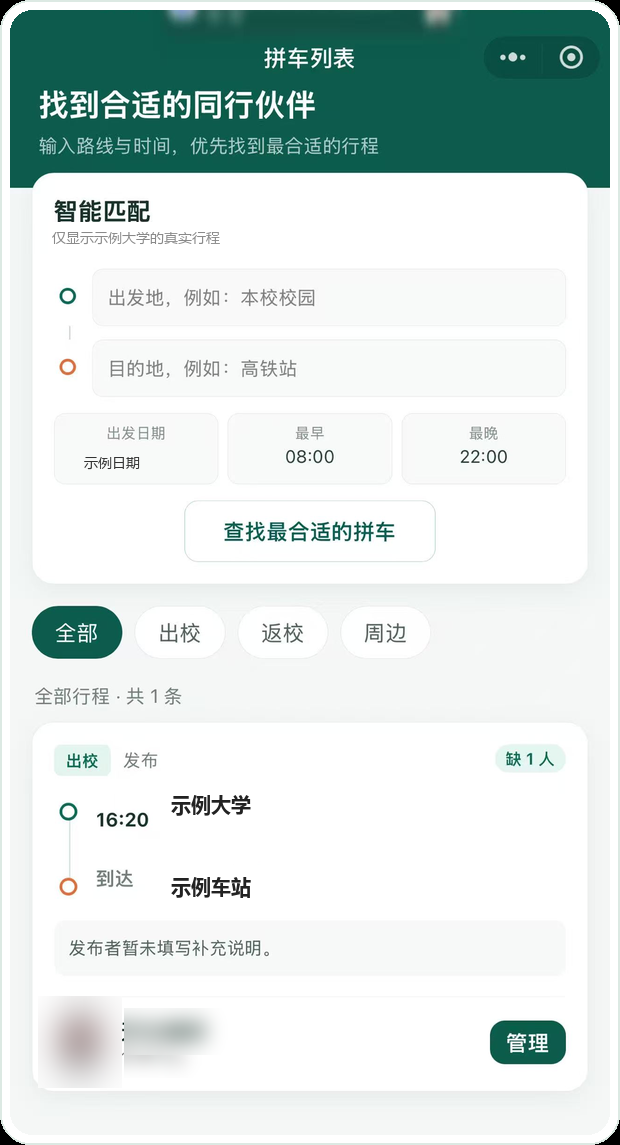 拼车列表
找到合适的同行伙伴
输入路线与时间，优先找到最合适的行程
智能匹配
仅显示示例大学的真实行程
出发地，例如：本校校园
目的地，例如：高铁站
出发日期
示例日期
最早
08:00
最晚
22:00
查找最合适的拼车
全部 出校 返校 周边
全部行程 · 共 1 条
出校 发布 缺 1 人
16:20 示例大学
到达 示例车站
发布者暂未填写补充说明。
管理